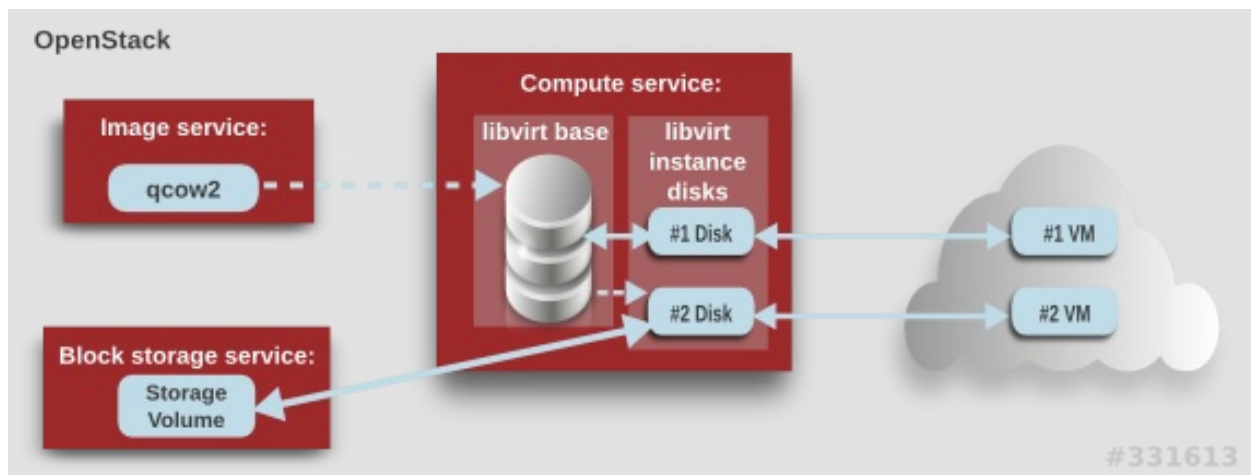 OpenStack
Compute service:
Image service:
qcow2
libvirt base
libvirt
instance
disks
#1 Disk
#1 VM
#2 Disk
#2 VM
Block storage service:
Storage
Volume
#331613